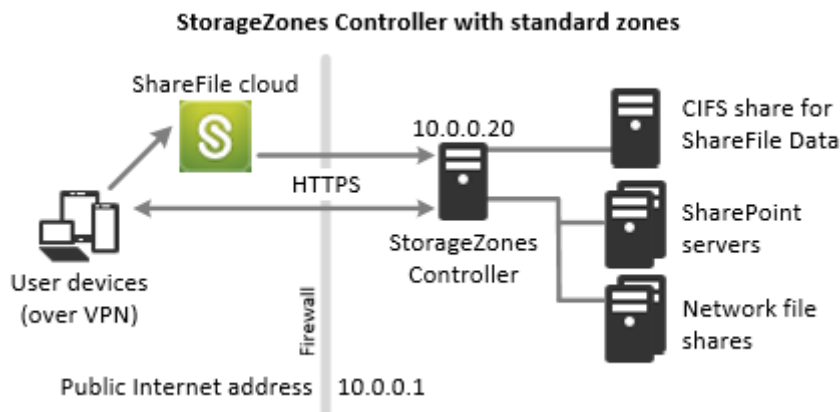 StorageZones Controller with standard zones
ShareFile cloud
S
10.0.0.20
CIFS share for
ShareFile Data
HTTPS
StorageZones
Controller
SharePoint
servers
User devices
(over VPN)
Firewall
Network file
shares
Public Internet address
10.0.0.1